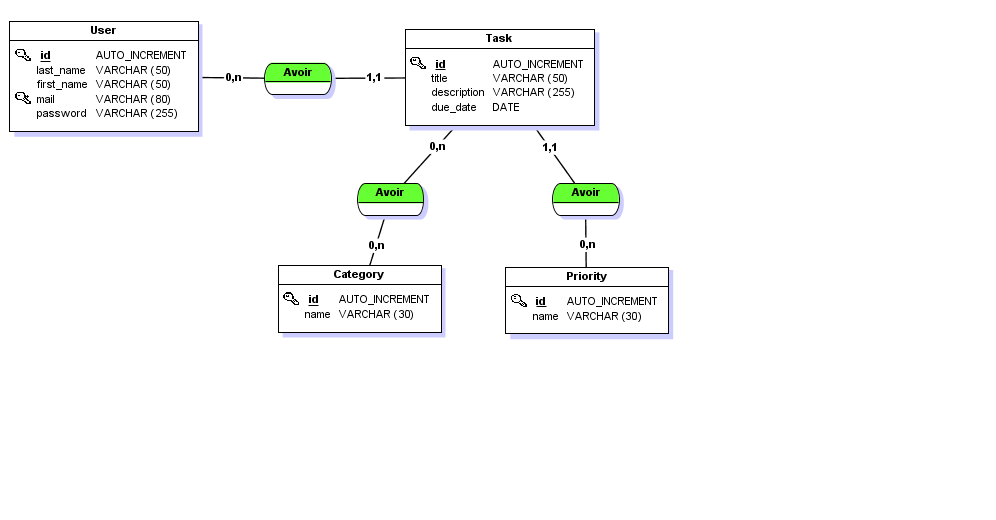 User
id AUTO_INCREMENT
last_name VARCHAR (50)
first_name VARCHAR (50)
mail VARCHAR (80)
password VARCHAR (255)
0,n
Avoir
1,1
Task
id AUTO_INCREMENT
title VARCHAR (50)
description VARCHAR (255)
due_date DATE
0,n
1,1
Avoir
Avoir
0,n
0,n
Category
id AUTO_INCREMENT
name VARCHAR (30)
Priority
id AUTO_INCREMENT
name VARCHAR (30)